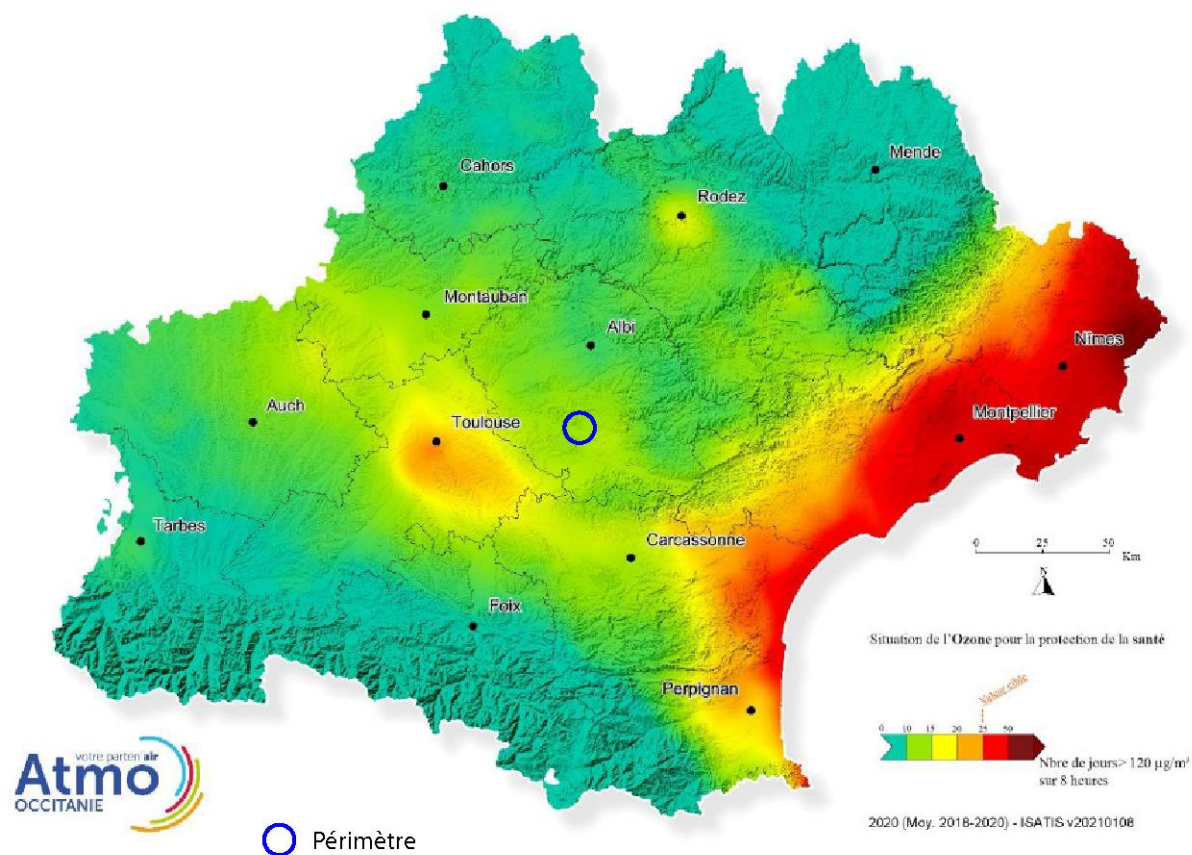 Cahors
Mende
Rodez
Montauban
Albi
Nîmes
Auch
Toulouse
Montpellier
Tarbes
Carcassonne
Foix
Perpignan
0 25 50
Km
N
Situation de l'Ozone pour la protection de la santé
Valeur cible
0 10 15 20 25 50
Nbre de jours> 120 µg/m³
sur 8 heures
2020 (Moy. 2018-2020) - ISATIS v20210108
votre parten'air
Atmo
OCCITANIE
Périmètre